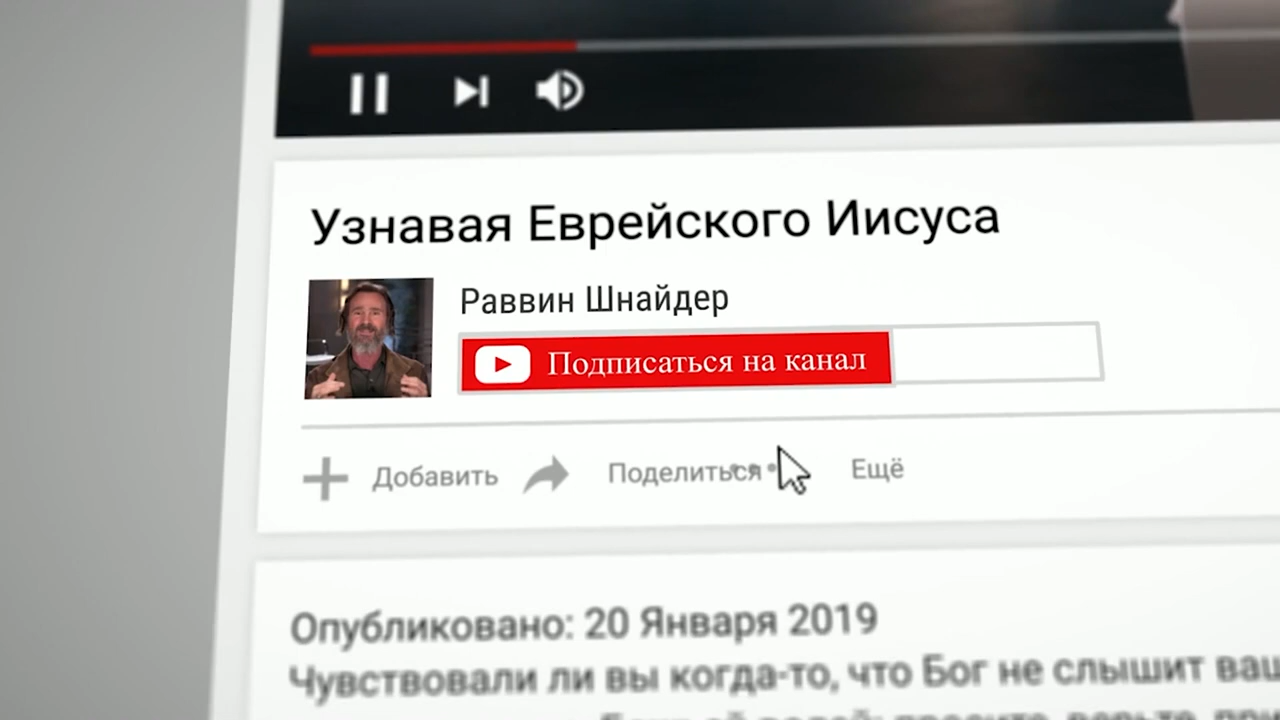 Узнавая Еврейского Иисуса
Раввин Шнайдер
Подписаться на канал
Добавить Поделиться Ещё
Опубликовано: 20 Января 2019
Чувствовали ли вы когда-то, что Бог не слышит